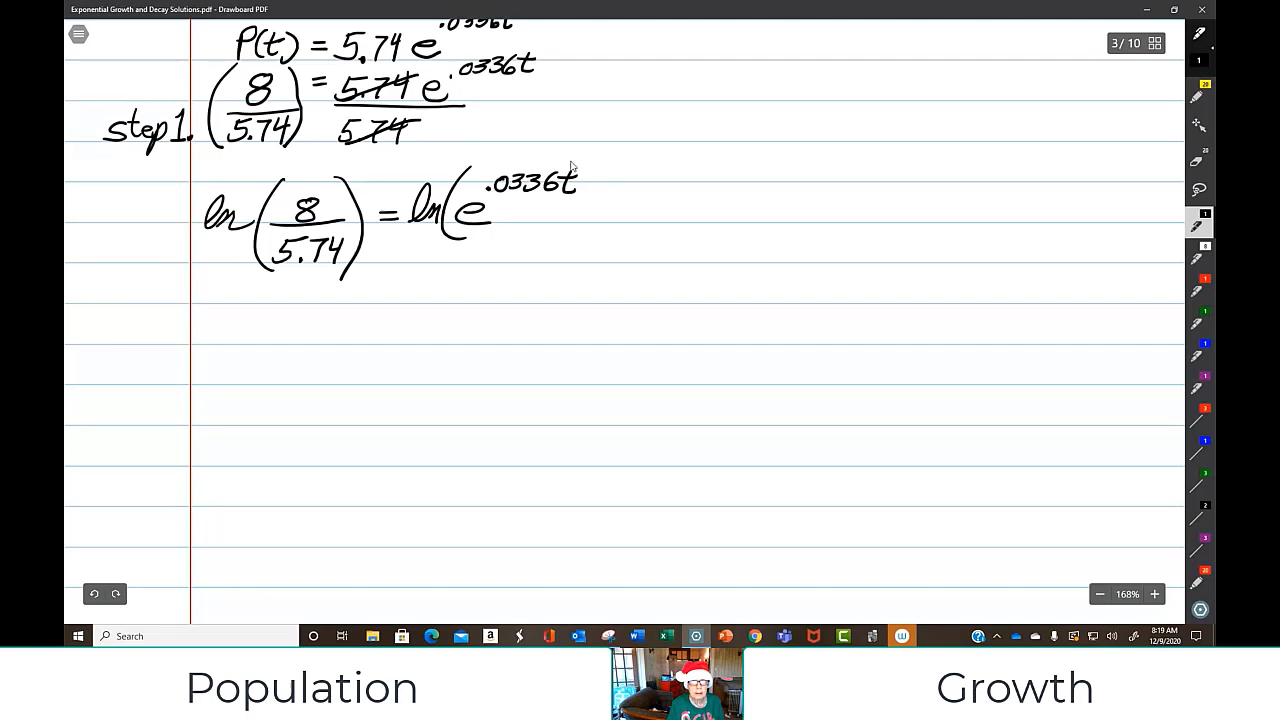 Exponential Growth and Decay Solutions.pdf - Drawboard PDF
3 / 10
P(t) = 5.74 e^.0336t
(8/5.74) = 5.74 e^.0336t / 5.74
step 1.
ln(8/5.74) = ln(e^.0336t
168%
Search
8:19 AM
12/9/2020
Population
Growth